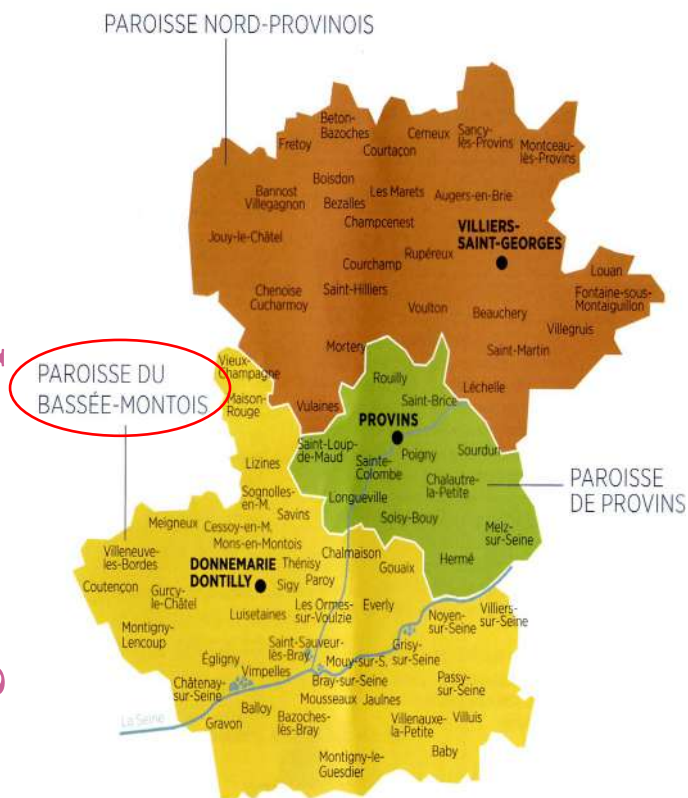 PAROISSE NORD-PROVINOIS
Beton-
Bazoches
Fretoy
Cerneux
Courtaçon
Sancy-
lès-Provins
Montceau-
lès-Provins
Boisdon
Bannost
Villegagnon
Bezalles
Les Marets
Augers-en-Brie
Champcenest
Jouy-le-Châtel
VILLIERS-
SAINT-GEORGES
Rupéreux
Courchamp
Louan
Chenoise
Cucharmoy
Saint-Hilliers
Fontaine-sous-
Montaiguillon
Voulton
Beauchery
Villegruis
Mortery
Saint-Martin
Léchelle
Vulaines
PAROISSE DU
BASSÉE-MONTOIS
Vieux-
Champagne
Maison-
Rouge
Rouilly
Saint-Brice
PROVINS
Saint-Loup-
de-Maud
Sainte-
Colombe
Poigny
Sourdun
Chalautre-
la-Petite
PAROISSE
DE PROVINS
Longueville
Soisy-Bouy
Melz-
sur-Seine
Hermé
Lizines
Sognolles-
en-M.
Savins
Meigneux
Cessoy-en-M.
Mons-en-Montois
Villeneuve-
les-Bordes
DONNEMARIE
DONTILLY
Thénisy
Chalmaison
Gouaix
Coutençon
Gurcy-
le-Châtel
Sigy
Paroy
Luisetaines
Les Ormes-
sur-Voulzie
Everly
Noyen-
sur-Seine
Villiers-
sur-Seine
Montigny-
Lencoup
Saint-Sauveur-
lès-Bray
Grisy-
sur-Seine
Égligny
Vimpelles
Mouy-sur-S.
Bray-sur-Seine
Passy-
sur-Seine
Châtenay-
sur-Seine
Mousseaux
Jaulnes
La Seine
Balloy
Gravon
Bazoches-
lès-Bray
Villenauxe-
la-Petite
Villuis
Baby
Montigny-le-
Guesdier